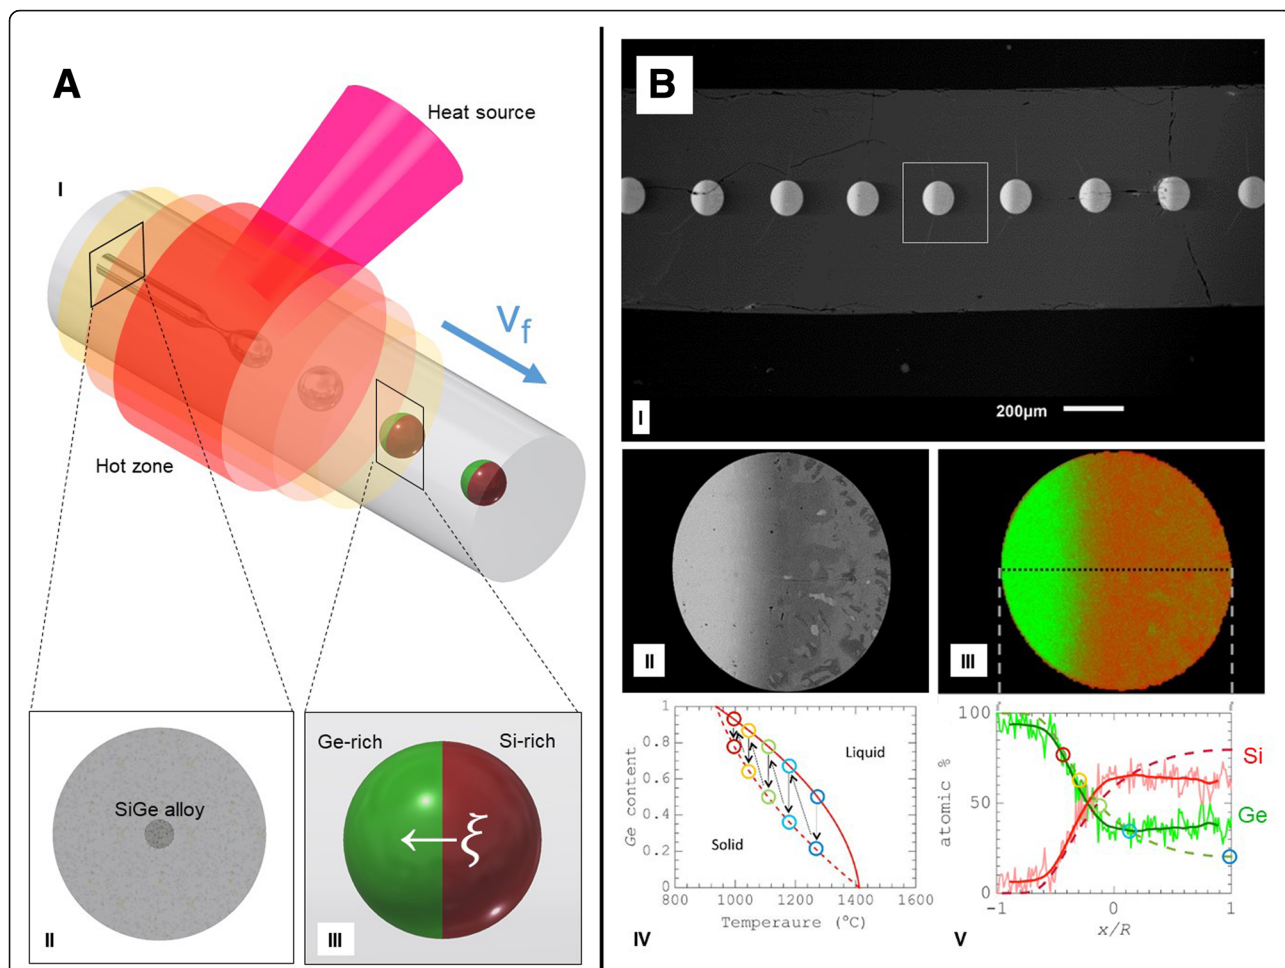 A
Heat source
I
Vf
Hot zone
SiGe alloy
II
Ge-rich
Si-rich
ξ
III
B
200μm
I
II
III
1
0.8
0.6
0.4
0.2
0
Ge content
Liquid
Solid
800
1000
1200
1400
1600
Temperaure (°C)
IV
100
50
0
atomic %
Si
Ge
-1
0
1
x/R
V